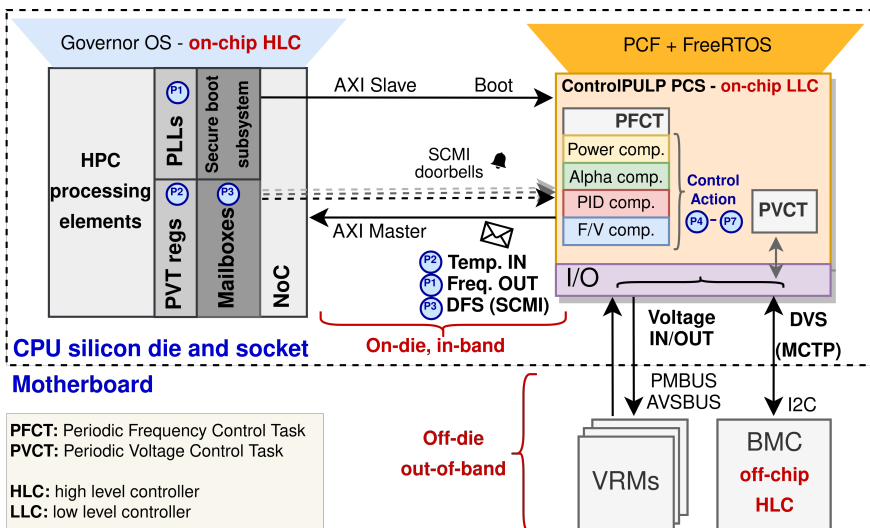 Governor OS - on-chip HLC
PCF + FreeRTOS
HPC
processing
elements
PLLs
P1
Secure boot
subsystem
PVT regs
P2
Mailboxes
P3
NoC
AXI Slave
Boot
SCMI
doorbells
AXI Master
P2 Temp. IN
P1 Freq. OUT
P3 DFS (SCMI)
On-die, in-band
ControlPULP PCS - on-chip LLC
PFCT
Power comp.
Alpha comp.
PID comp.
F/V comp.
Control
Action
P4 - P7
PVCT
I/O
CPU silicon die and socket
Motherboard
Voltage
IN/OUT
DVS
(MCTP)
PMBUS
AVSBUS
I2C
Off-die
out-of-band
VRMs
BMC
off-chip
HLC
PFCT: Periodic Frequency Control Task
PVCT: Periodic Voltage Control Task
HLC: high level controller
LLC: low level controller